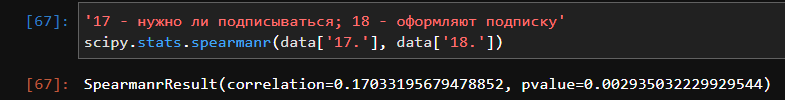 [67]: '17 - нужно ли подписываться; 18 - оформляют подписку'
scipy.stats.spearmanr(data['17.'], data['18.'])
[67]: SpearmanrResult(correlation=0.17033195679478852, pvalue=0.002935032229929544)